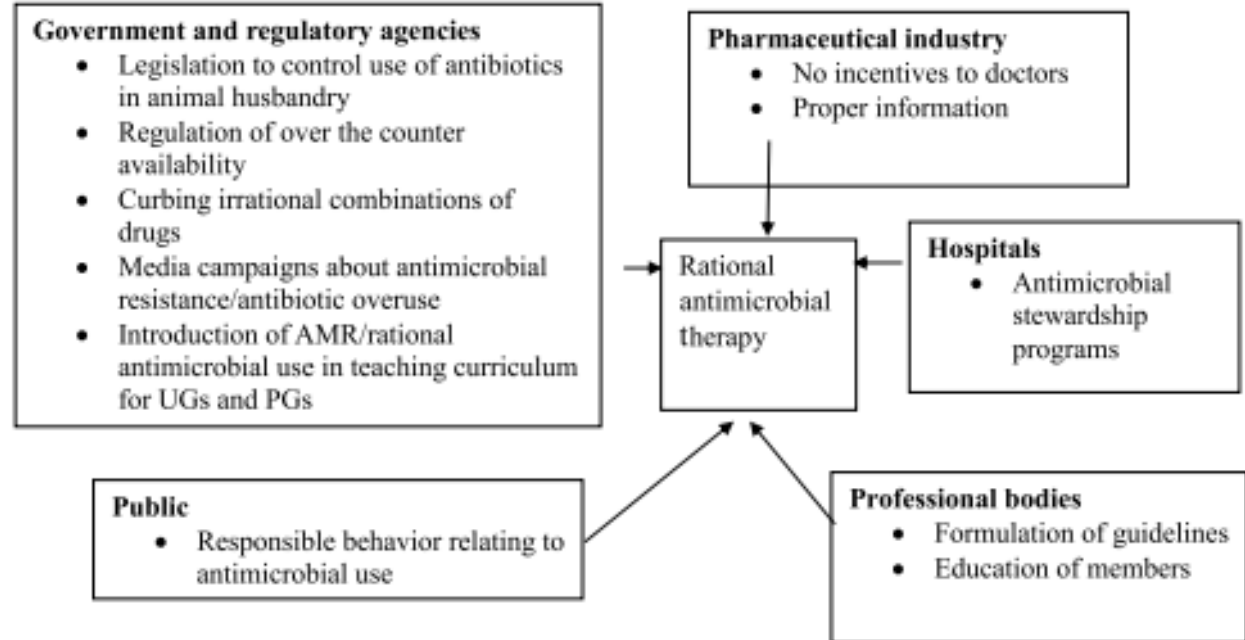 Government and regulatory agencies
• Legislation to control use of antibiotics
in animal husbandry
• Regulation of over the counter
availability
• Curbing irrational combinations of
drugs
• Media campaigns about antimicrobial
resistance/antibiotic overuse
• Introduction of AMR/rational
antimicrobial use in teaching curriculum
for UGs and PGs
Pharmaceutical industry
• No incentives to doctors
• Proper information
Rational
antimicrobial
therapy
Hospitals
• Antimicrobial
stewardship
programs
Public
• Responsible behavior relating to
antimicrobial use
Professional bodies
• Formulation of guidelines
• Education of members